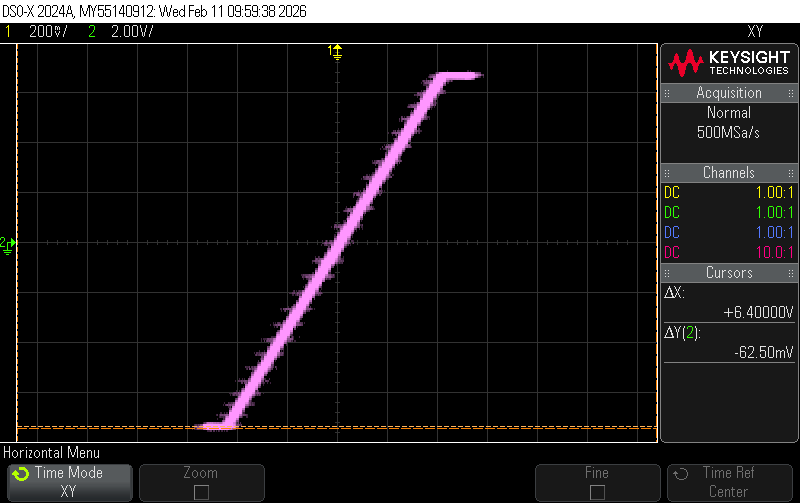 DSO-X 2024A, MY55140912: Wed Feb 11 09:59:38 2026
1 200mV/ 2 2.00V/ XY
1
2
KEYSIGHT
TECHNOLOGIES
Acquisition
Normal
500MSa/s
Channels
DC 1.00:1
DC 1.00:1
DC 1.00:1
DC 10.0:1
Cursors
ΔX:
+6.40000V
ΔY(2):
-62.50mV
Horizontal Menu
Time Mode
XY
Zoom
Fine
Time Ref
Center